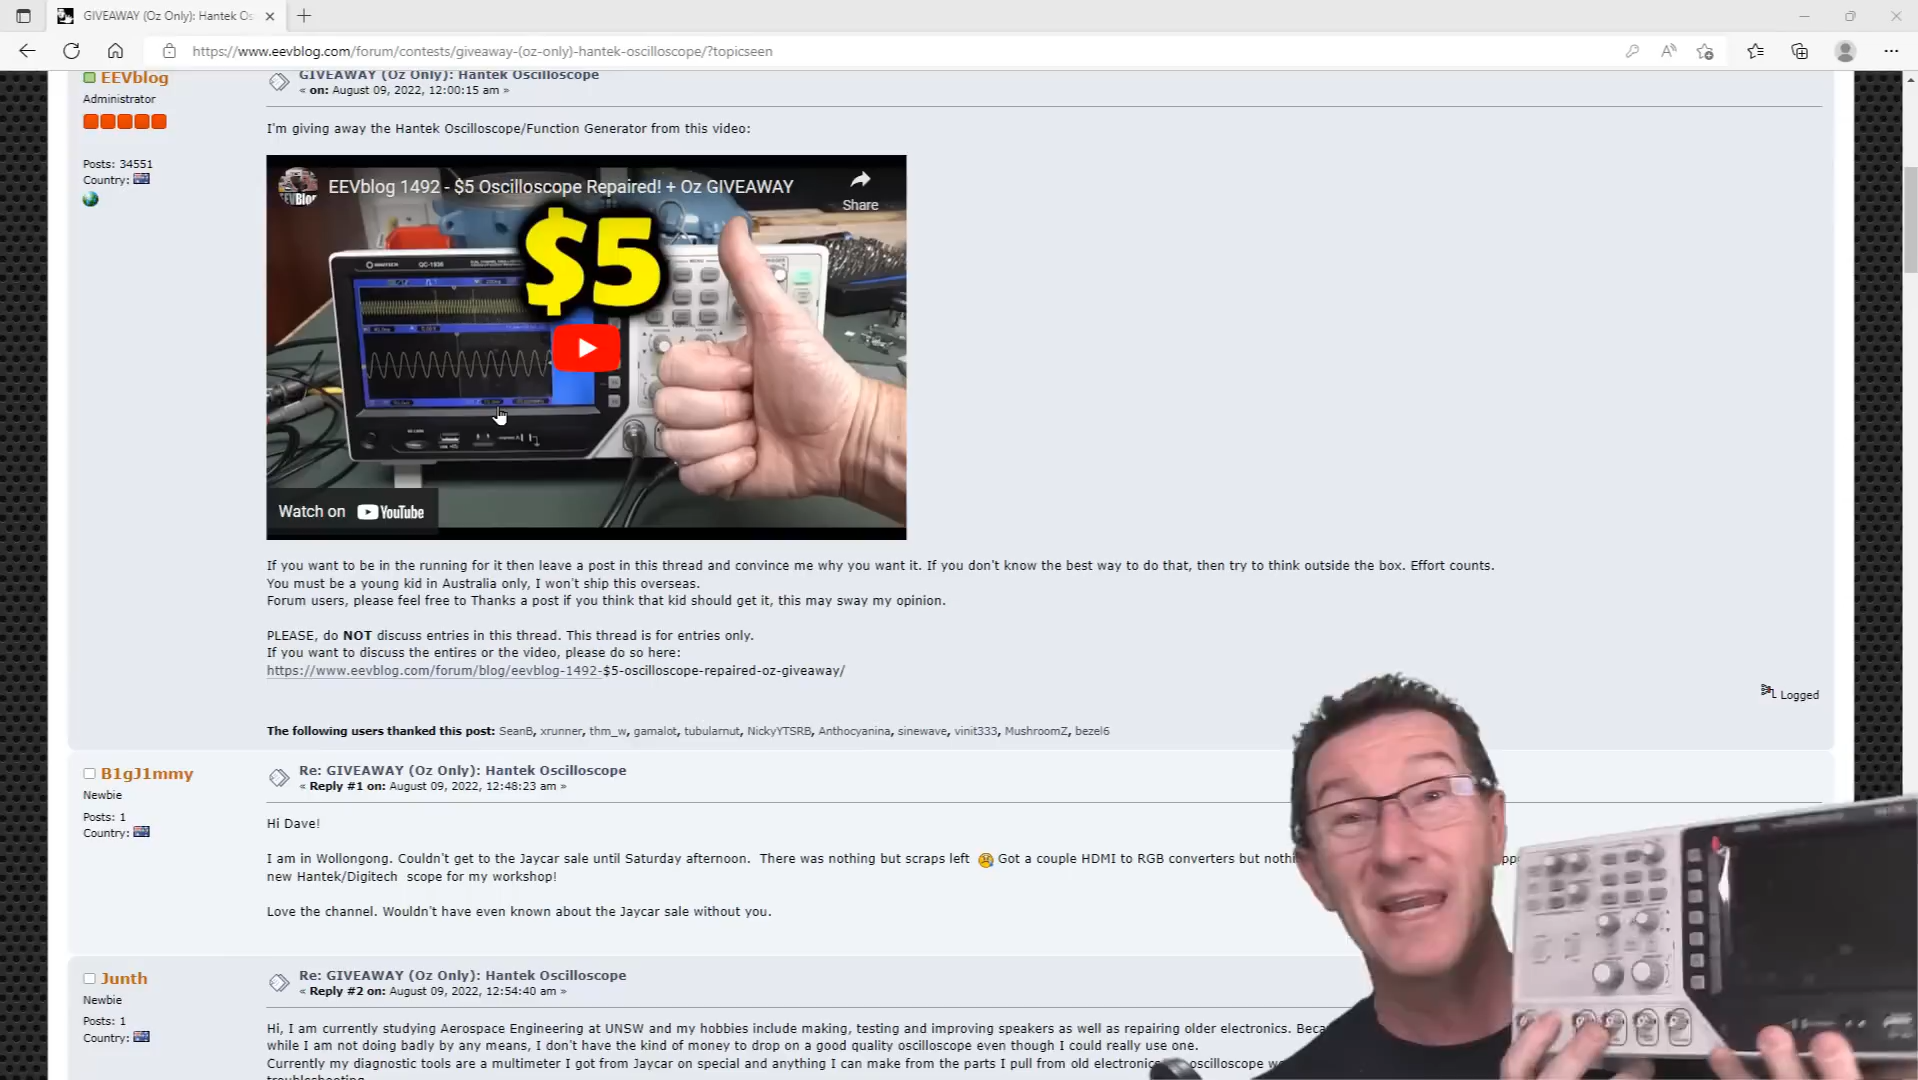 GIVEAWAY (Oz Only): Hantek Os
https://www.eevblog.com/forum/contests/giveaway-(oz-only)-hantek-oscilloscope/?topicseen
EEVblog
Administrator
Posts: 34551
Country:
GIVEAWAY (Oz Only): Hantek Oscilloscope
« on: August 09, 2022, 12:00:15 am »
I'm giving away the Hantek Oscilloscope/Function Generator from this video:
EEVblog 1492 - $5 Oscilloscope Repaired! + Oz GIVEAWAY
Share
$5
Watch on YouTube
If you want to be in the running for it then leave a post in this thread and convince me why you want it. If you don't know the best way to do that, then try to think outside the box. Effort counts.
You must be a young kid in Australia only, I won't ship this overseas.
Forum users, please feel free to Thanks a post if you think that kid should get it, this may sway my opinion.
PLEASE, do NOT discuss entries in this thread. This thread is for entries only.
If you want to discuss the entires or the video, please do so here:
https://www.eevblog.com/forum/blog/eevblog-1492-$5-oscilloscope-repaired-oz-giveaway/
Logged
The following users thanked this post: SeanB, xrunner, thm_w, gamalot, tubularnut, NickyYTSRB, Anthocyanina, sinewave, vinit333, MushroomZ, bezel6
B1gJ1mmy
Newbie
Posts: 1
Country:
Re: GIVEAWAY (Oz Only): Hantek Oscilloscope
« Reply #1 on: August 09, 2022, 12:48:23 am »
Hi Dave!
I am in Wollongong. Couldn't get to the Jaycar sale until Saturday afternoon. There was nothing but scraps left Got a couple HDMI to RGB converters but nothi
new Hantek/Digitech scope for my workshop!
Love the channel. Wouldn't have even known about the Jaycar sale without you.
Junth
Newbie
Posts: 1
Country:
Re: GIVEAWAY (Oz Only): Hantek Oscilloscope
« Reply #2 on: August 09, 2022, 12:54:40 am »
Hi, I am currently studying Aerospace Engineering at UNSW and my hobbies include making, testing and improving speakers as well as repairing older electronics. Beca
while I am not doing badly by any means, I don't have the kind of money to drop on a good quality oscilloscope even though I could really use one.
Currently my diagnostic tools are a multimeter I got from Jaycar on special and anything I can make from the parts I pull from old electronics oscilloscope w
troubleshooting